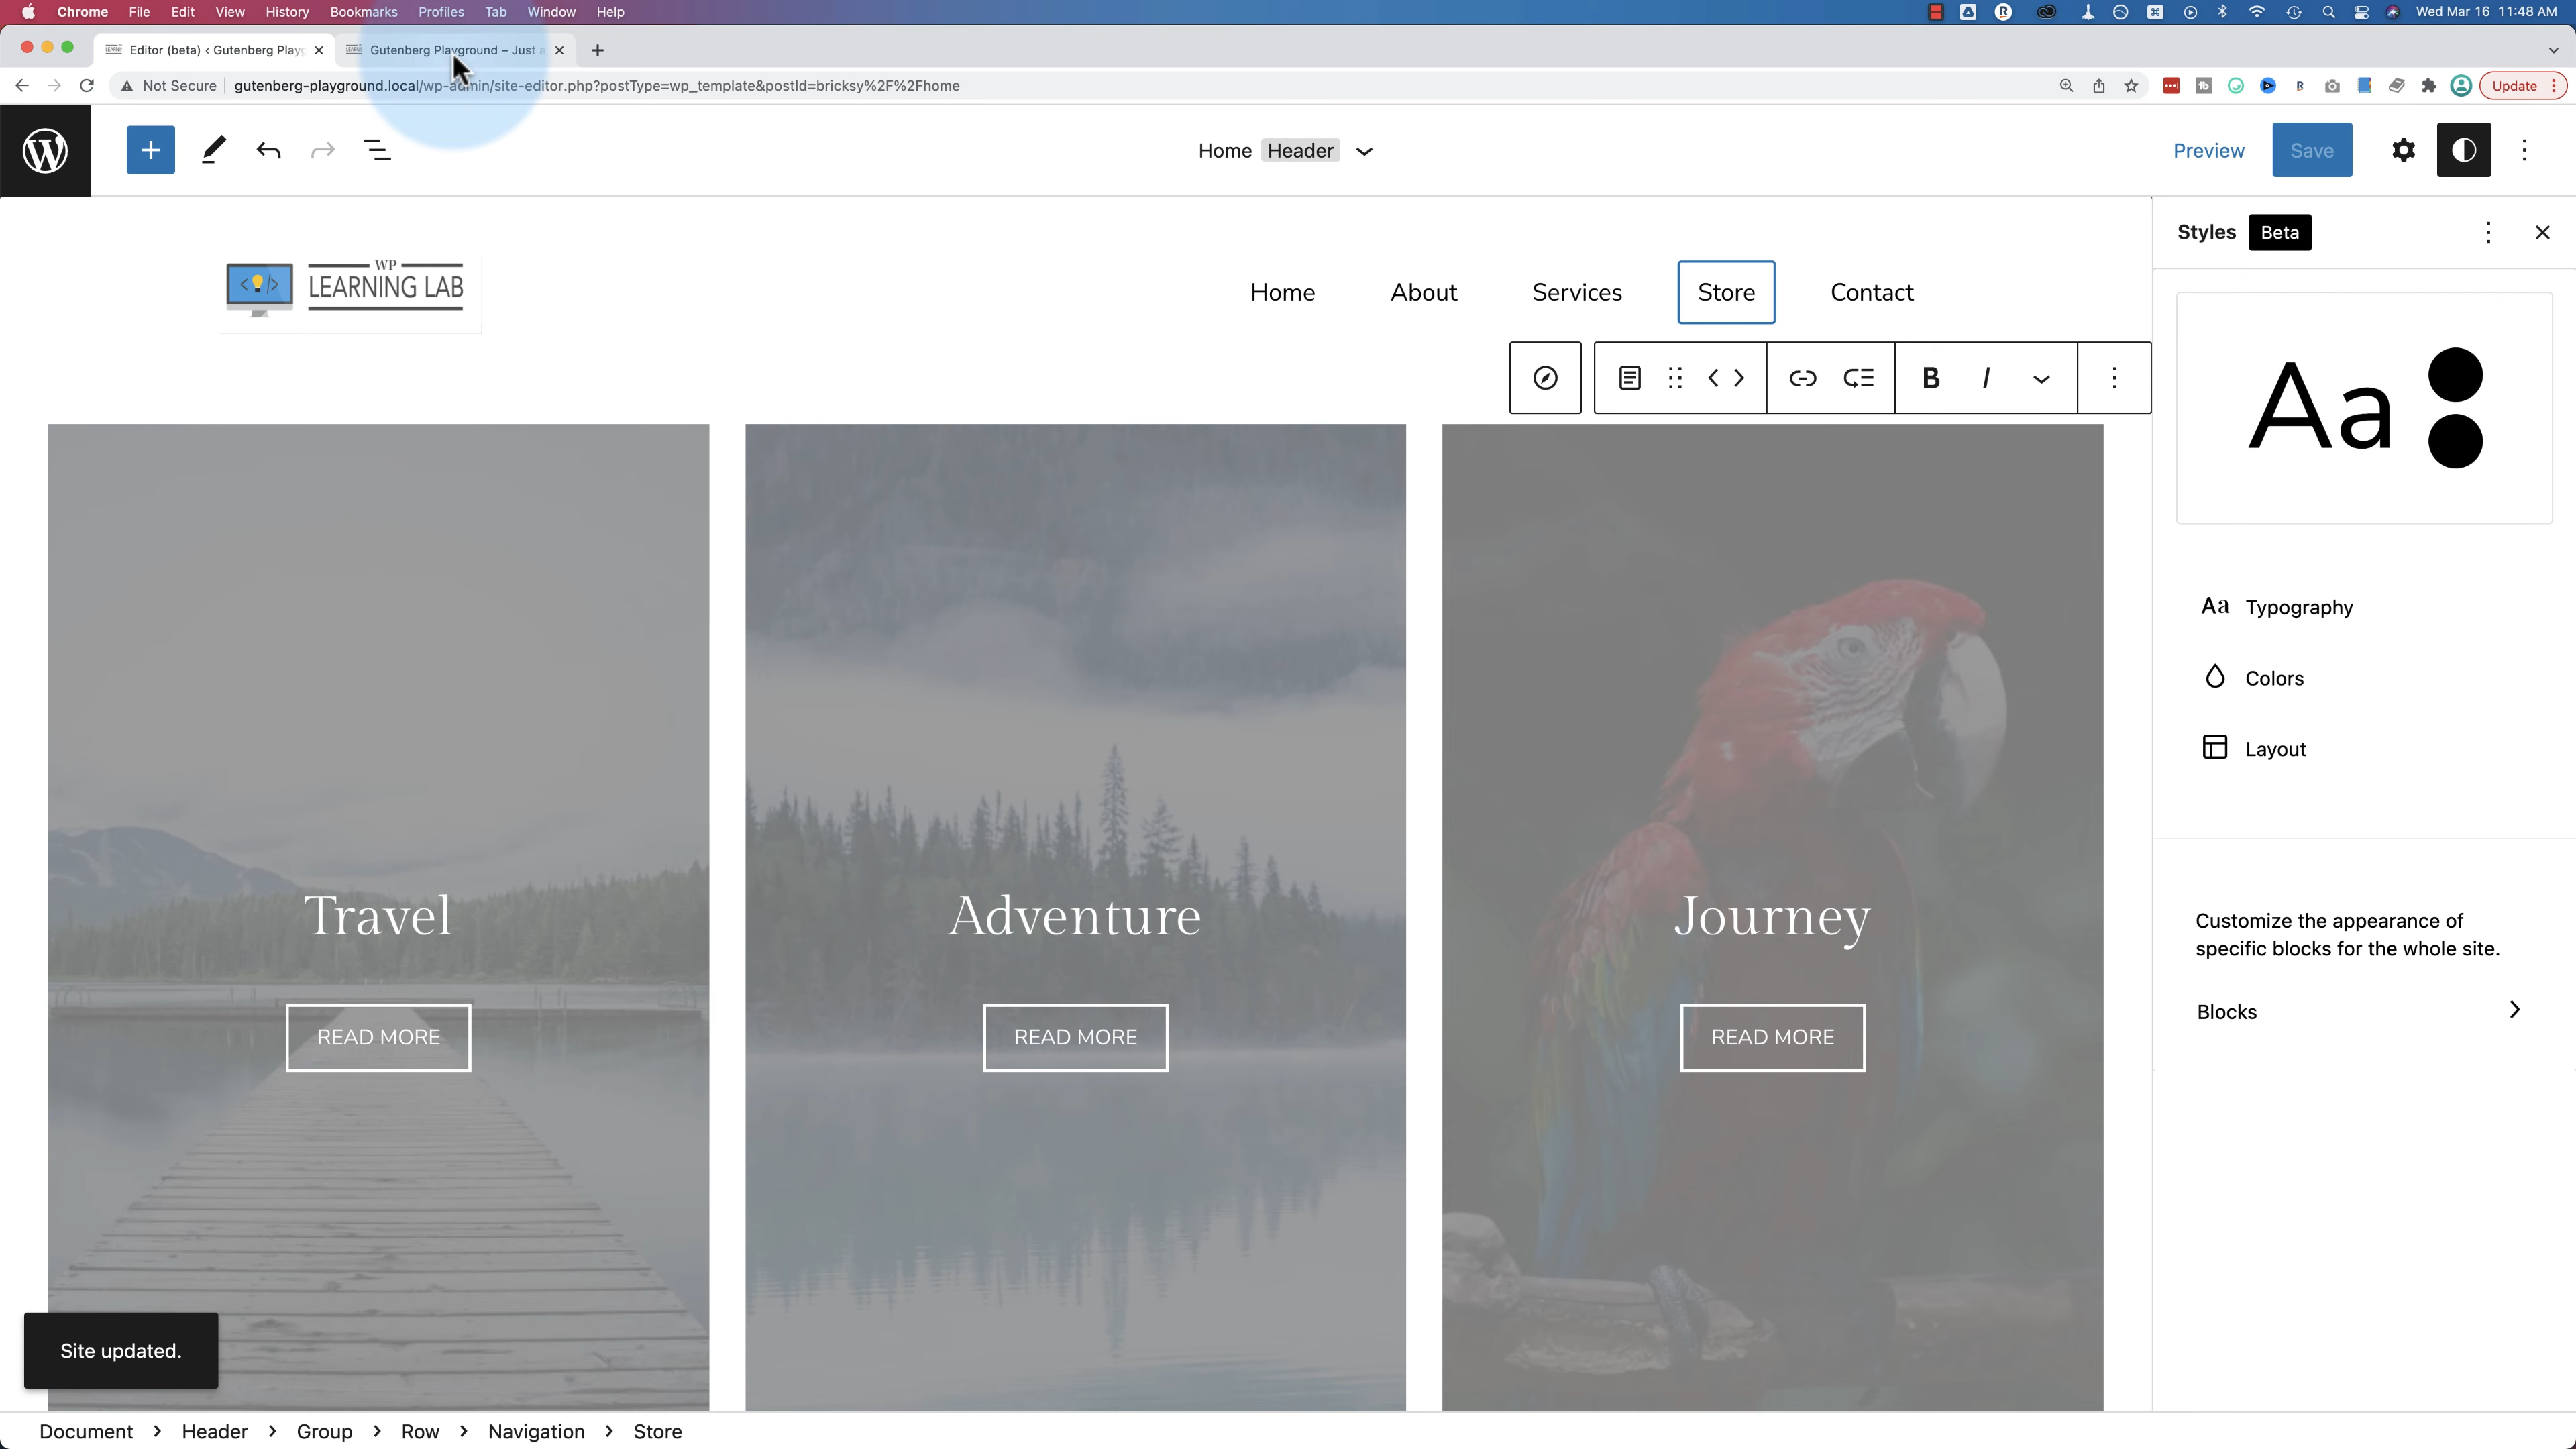 Chrome File Edit View History Bookmarks Profiles Tab Window Help Wed Mar 16 11:48 AM
Editor (beta) ‹ Gutenberg Playg Gutenberg Playground – Just a
Not Secure gutenberg-playground.local/wp-admin/site-editor.php?postType=wp_template&postId=bricksy%2F%2Fhome Update
Home Header Preview Save
Styles Beta
WP
LEARNING LAB
Home About Services Store Contact
B I
Aa
Aa Typography
Colors
Layout
Travel Adventure Journey
READ MORE READ MORE READ MORE
Customize the appearance of
specific blocks for the whole site.
Blocks
Site updated.
Document Header Group Row Navigation Store